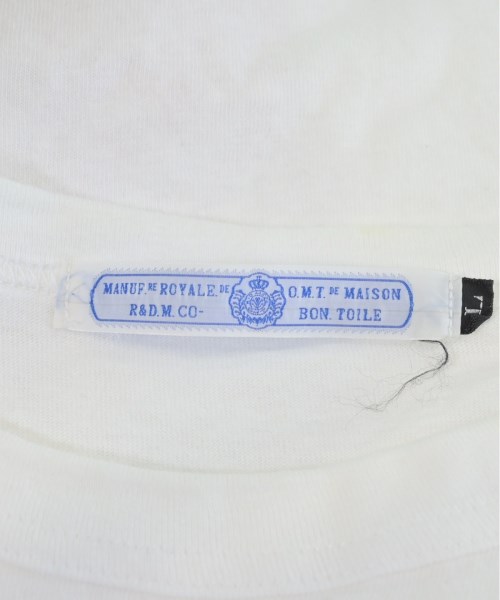 MANUF.RE ROYALE.DE
R&D.M.CO-
O.M.T.DE MAISON
BON. TOILE